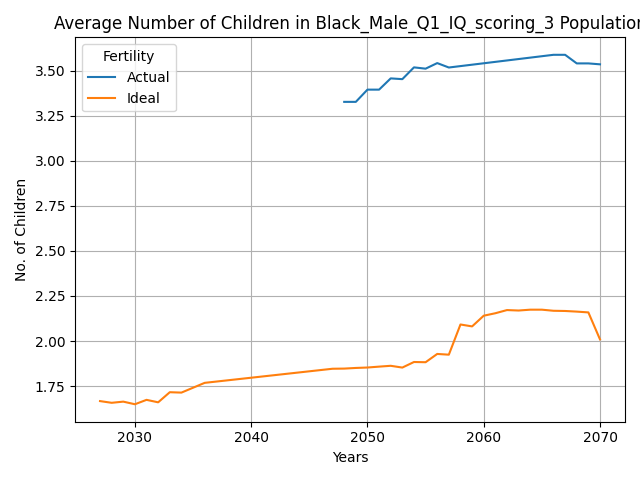 Average Number of Children in Black_Male_Q1_IQ_scoring_3 Population
Fertility
Actual
Ideal
3.50
3.25
3.00
2.75
2.50
2.25
2.00
1.75
No. of Children
2030 2040 2050 2060 2070
Years